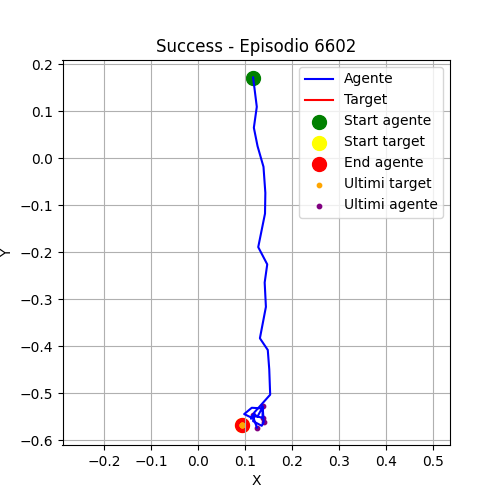 Success - Episodio 6602
Agente
Target
Start agente
Start target
End agente
Ultimi target
Ultimi agente
0.2
0.1
0.0
−0.1
−0.2
−0.3
−0.4
−0.5
−0.6
Y
−0.2
−0.1
0.0
0.1
0.2
0.3
0.4
0.5
X